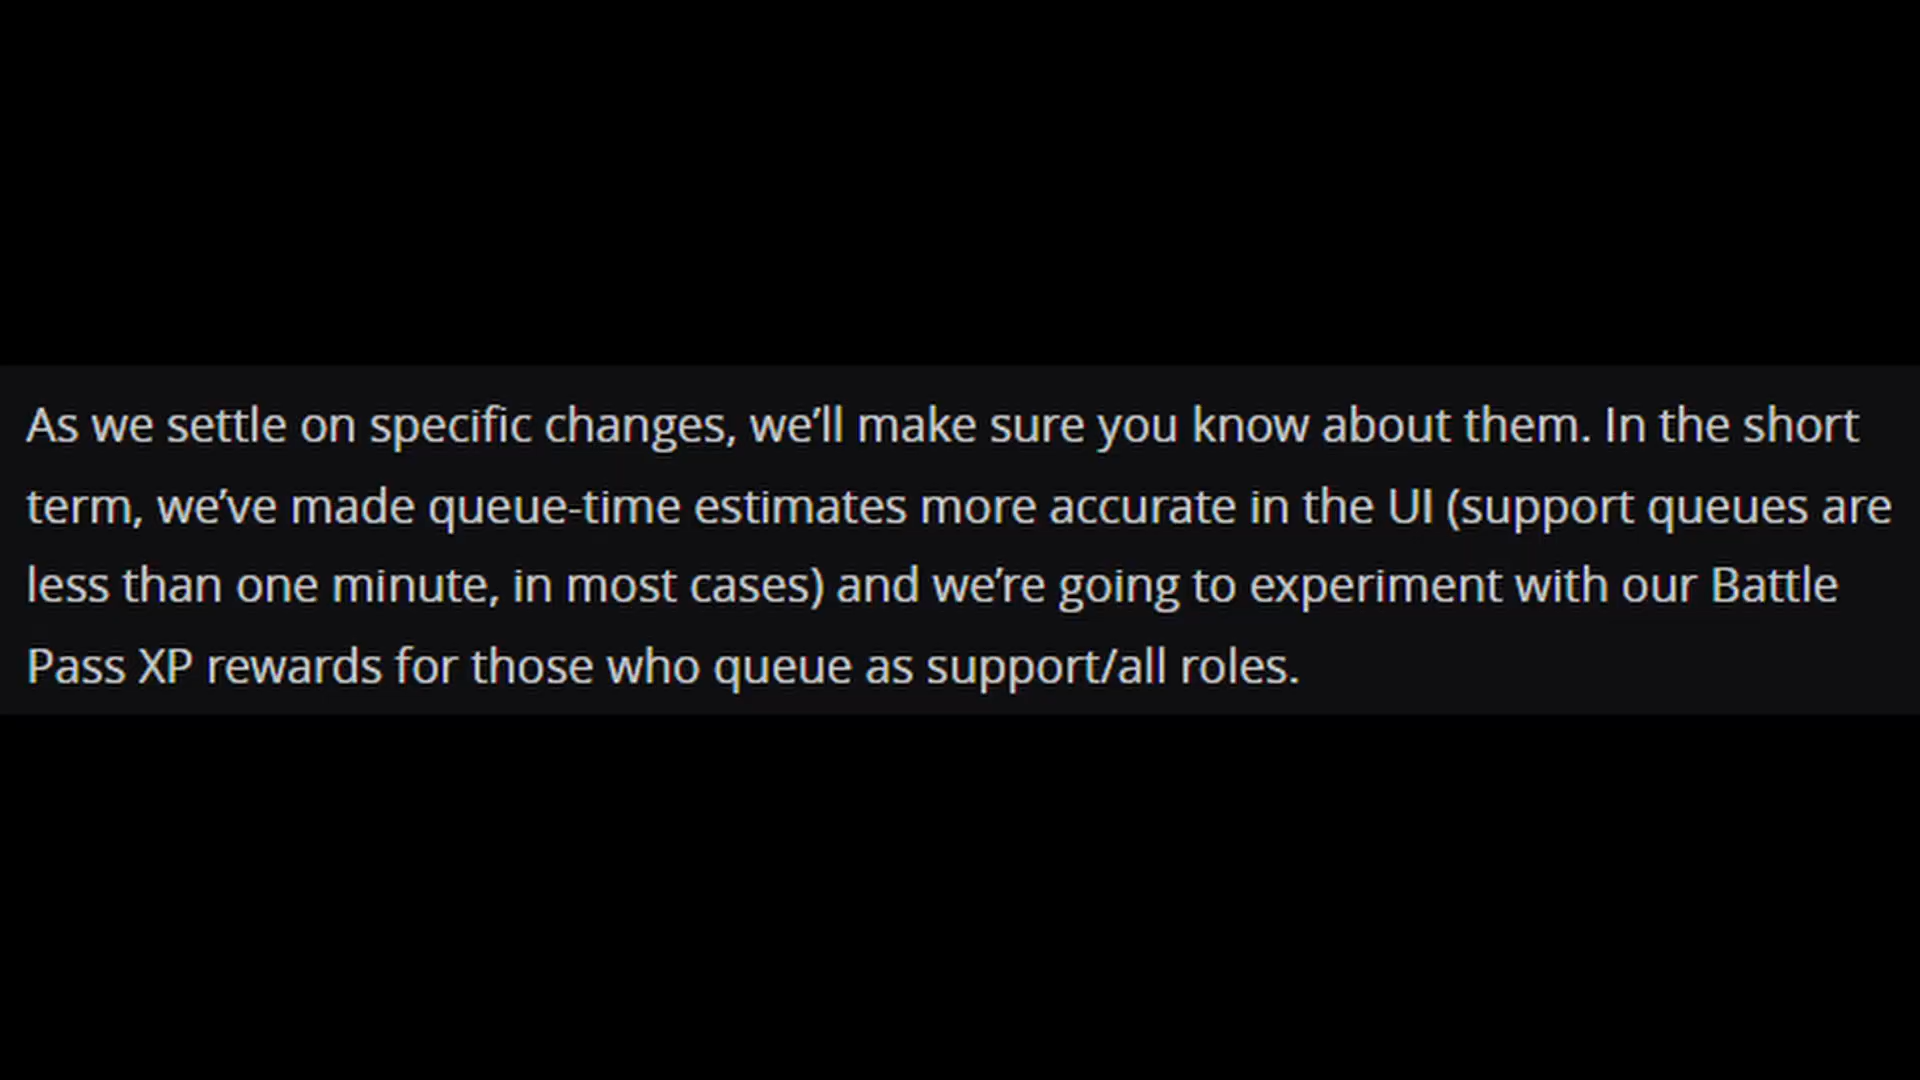 As we settle on specific changes, we’ll make sure you know about them. In the short
term, we’ve made queue-time estimates more accurate in the UI (support queues are
less than one minute, in most cases) and we’re going to experiment with our Battle
Pass XP rewards for those who queue as support/all roles.